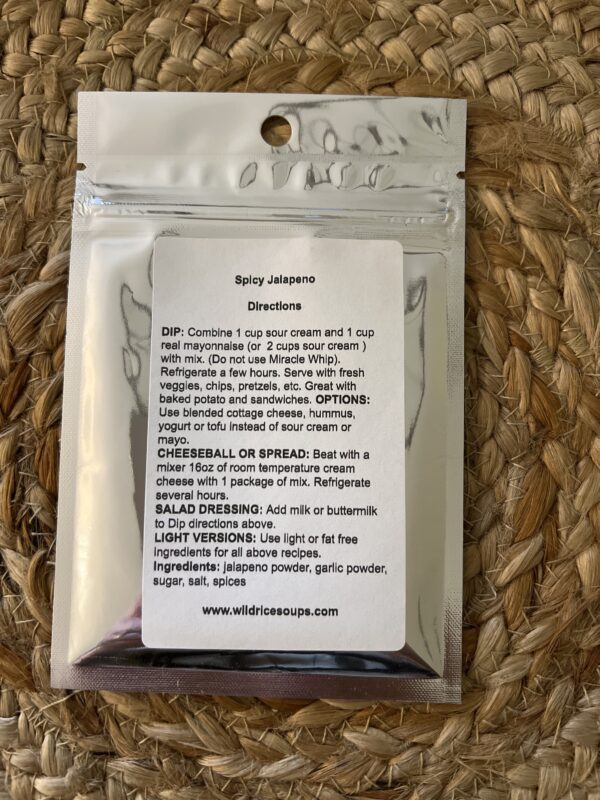 Spicy Jalapeno
Directions
DIP: Combine 1 cup sour cream and 1 cup
real mayonnaise (or 2 cups sour cream )
with mix. (Do not use Miracle Whip).
Refrigerate a few hours. Serve with fresh
veggies, chips, pretzels, etc. Great with
baked potato and sandwiches. OPTIONS:
Use blended cottage cheese, hummus,
yogurt or tofu instead of sour cream or
mayo.
CHEESEBALL OR SPREAD: Beat with a
mixer 16oz of room temperature cream
cheese with 1 package of mix. Refrigerate
several hours.
SALAD DRESSING: Add milk or buttermilk
to Dip directions above.
LIGHT VERSIONS: Use light or fat free
ingredients for all above recipes.
Ingredients: jalapeno powder, garlic powder,
sugar, salt, spices
www.wildricesoups.com